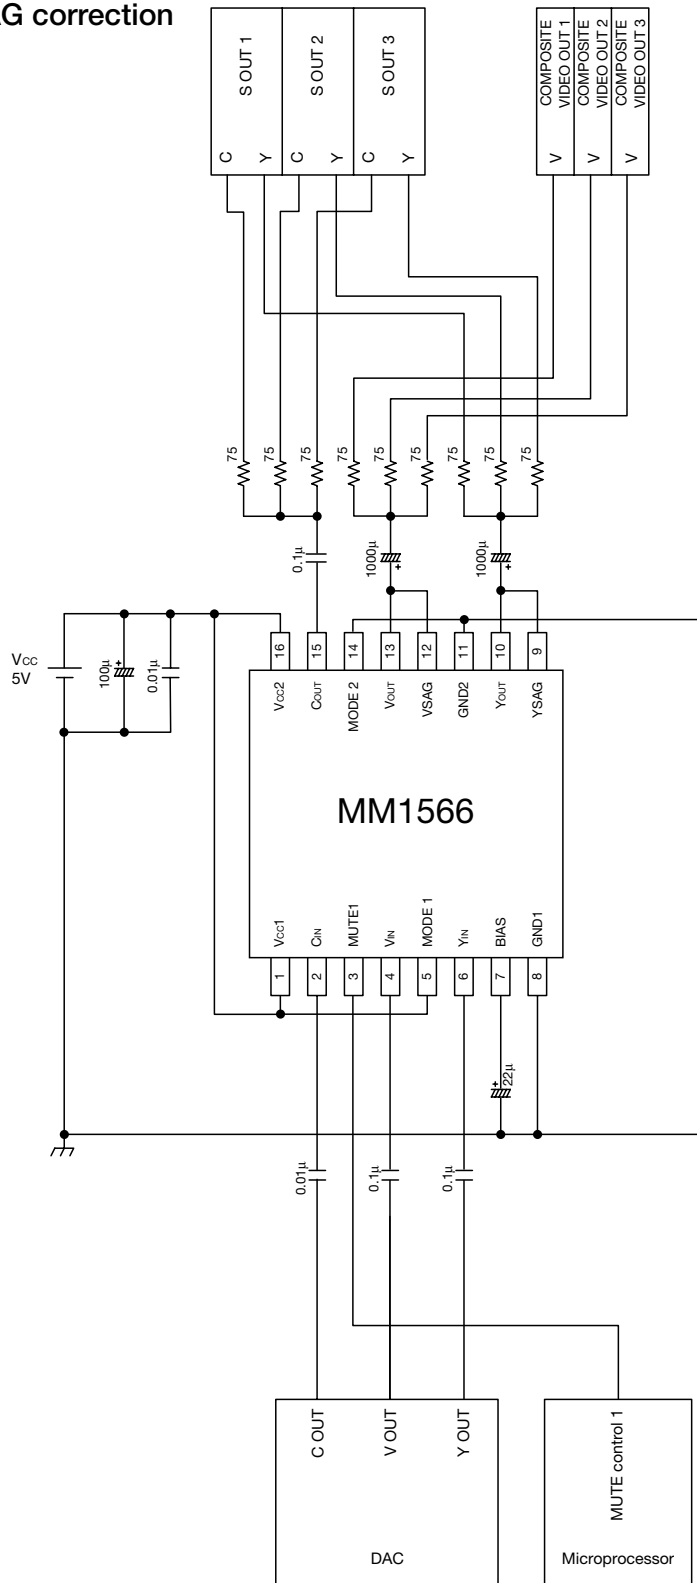 AG correction
S OUT 1
S OUT 2
S OUT 3
C
Y
C
Y
C
Y
COMPOSITE
VIDEO OUT 1
COMPOSITE
VIDEO OUT 2
COMPOSITE
VIDEO OUT 3
V
V
V
75
75
75
75
75
75
75
75
75
0.1µ
1000µ
+
1000µ
+
VCC
5V
100µ
+
0.01µ
16
15
14
13
12
11
10
9
VCC2
COUT
MODE 2
VOUT
VSAG
GND2
YOUT
YSAG
MM1566
VCC1
CIN
MUTE1
VIN
MODE 1
YIN
BIAS
GND1
1
2
3
4
5
6
7
8
+
22µ
0.01µ
0.1µ
0.1µ
C OUT
V OUT
Y OUT
DAC
MUTE control 1
Microprocessor